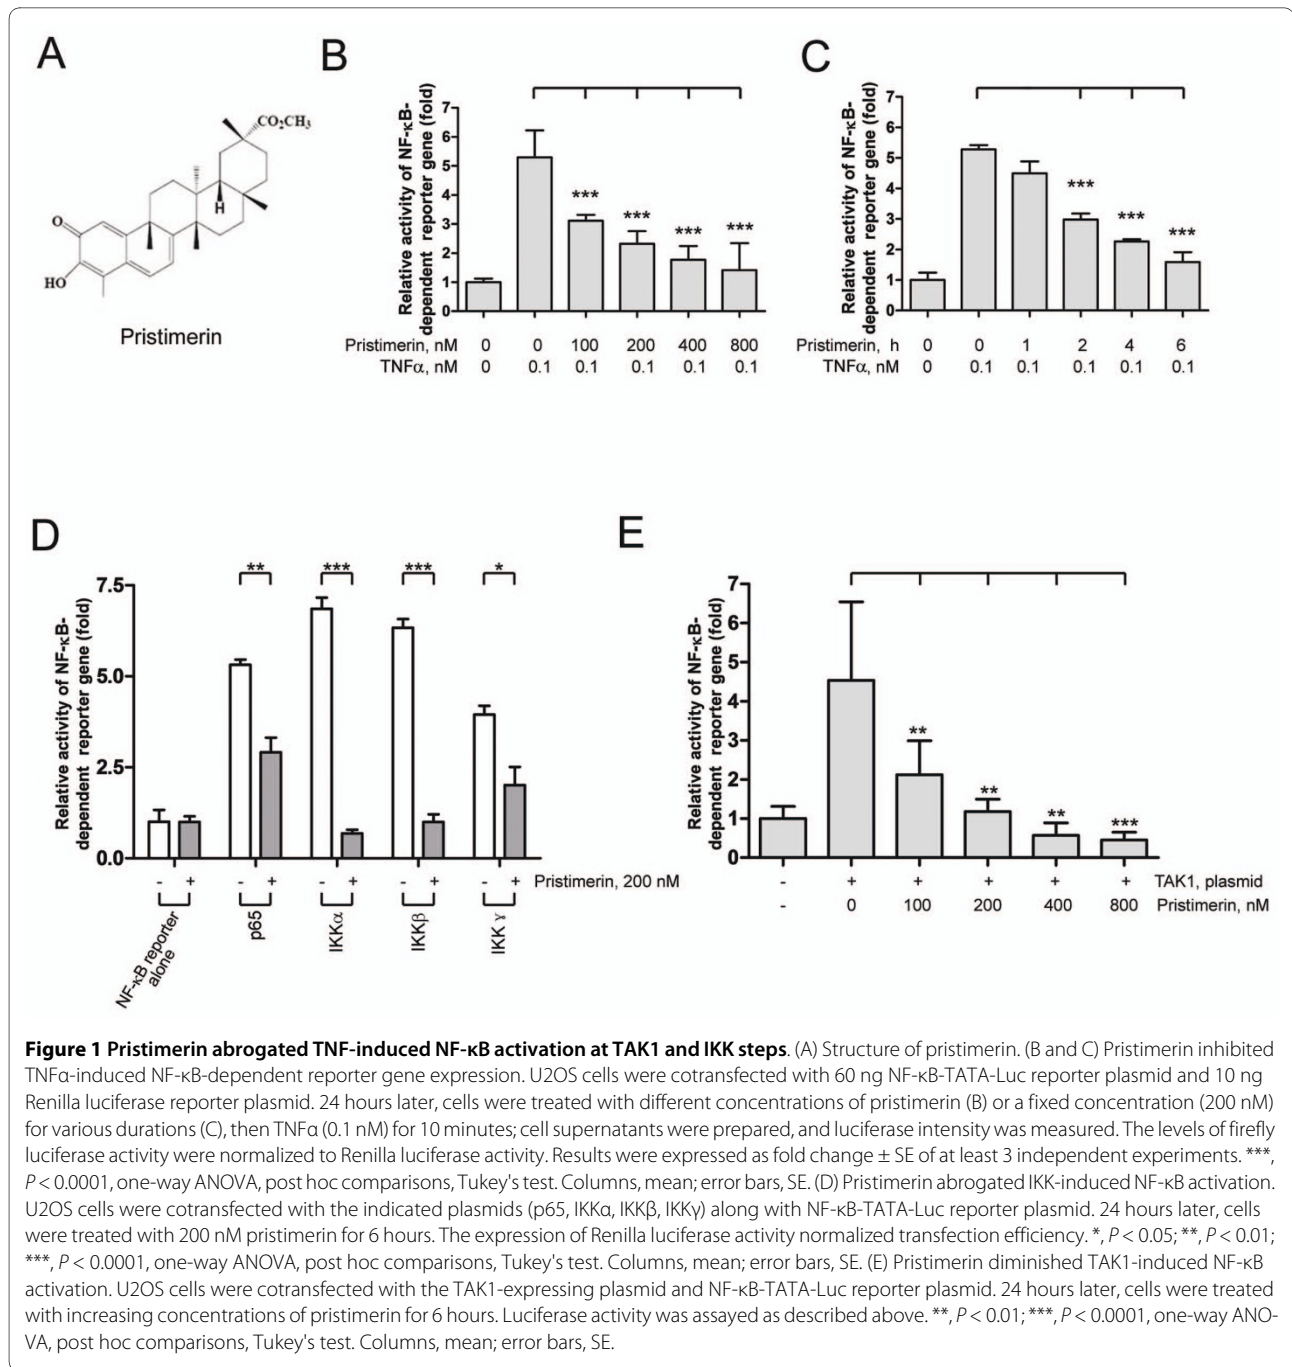 A
CO₂CH₃
H
O
HO
Pristimerin
B
Relative activity of NF-κB-
dependent reporter gene (fold)
7
6
5
4
3
2
1
0
***
***
***
***
Pristimerin, nM 0 0 100 200 400 800
TNFα, nM 0 0.1 0.1 0.1 0.1 0.1
C
Relative activity of NF-κB-
dependent reporter gene (fold)
7
6
5
4
3
2
1
0
***
***
***
Pristimerin, h 0 0 1 2 4 6
TNFα, nM 0 0.1 0.1 0.1 0.1 0.1
D
Relative activity of NF-κB-
dependent reporter gene (fold)
7.5
5.0
2.5
0.0
** *** *** *
- + - + - + - + - + Pristimerin, 200 nM
NF-κB reporter
alone
p65
IKKα
IKKβ
IKK γ
E
Relative activity of NF-κB-
dependent reporter gene (fold)
7
6
5
4
3
2
1
0
**
**
**
***
- + + + + + TAK1, plasmid
- 0 100 200 400 800 Pristimerin, nM
Figure 1 Pristimerin abrogated TNF-induced NF-κB activation at TAK1 and IKK steps. (A) Structure of pristimerin. (B and C) Pristimerin inhibited
TNFα-induced NF-κB-dependent reporter gene expression. U2OS cells were cotransfected with 60 ng NF-κB-TATA-Luc reporter plasmid and 10 ng
Renilla luciferase reporter plasmid. 24 hours later, cells were treated with different concentrations of pristimerin (B) or a fixed concentration (200 nM)
for various durations (C), then TNFα (0.1 nM) for 10 minutes; cell supernatants were prepared, and luciferase intensity was measured. The levels of firefly
luciferase activity were normalized to Renilla luciferase activity. Results were expressed as fold change ± SE of at least 3 independent experiments. ***,
P < 0.0001, one-way ANOVA, post hoc comparisons, Tukey's test. Columns, mean; error bars, SE. (D) Pristimerin abrogated IKK-induced NF-κB activation.
U2OS cells were cotransfected with the indicated plasmids (p65, IKKα, IKKβ, IKKγ) along with NF-κB-TATA-Luc reporter plasmid. 24 hours later, cells
were treated with 200 nM pristimerin for 6 hours. The expression of Renilla luciferase activity normalized transfection efficiency. *, P < 0.05; **, P < 0.01;
***, P < 0.0001, one-way ANOVA, post hoc comparisons, Tukey's test. Columns, mean; error bars, SE. (E) Pristimerin diminished TAK1-induced NF-κB
activation. U2OS cells were cotransfected with the TAK1-expressing plasmid and NF-κB-TATA-Luc reporter plasmid. 24 hours later, cells were treated
with increasing concentrations of pristimerin for 6 hours. Luciferase activity was assayed as described above. **, P < 0.01; ***, P < 0.0001, one-way ANO-
VA, post hoc comparisons, Tukey's test. Columns, mean; error bars, SE.